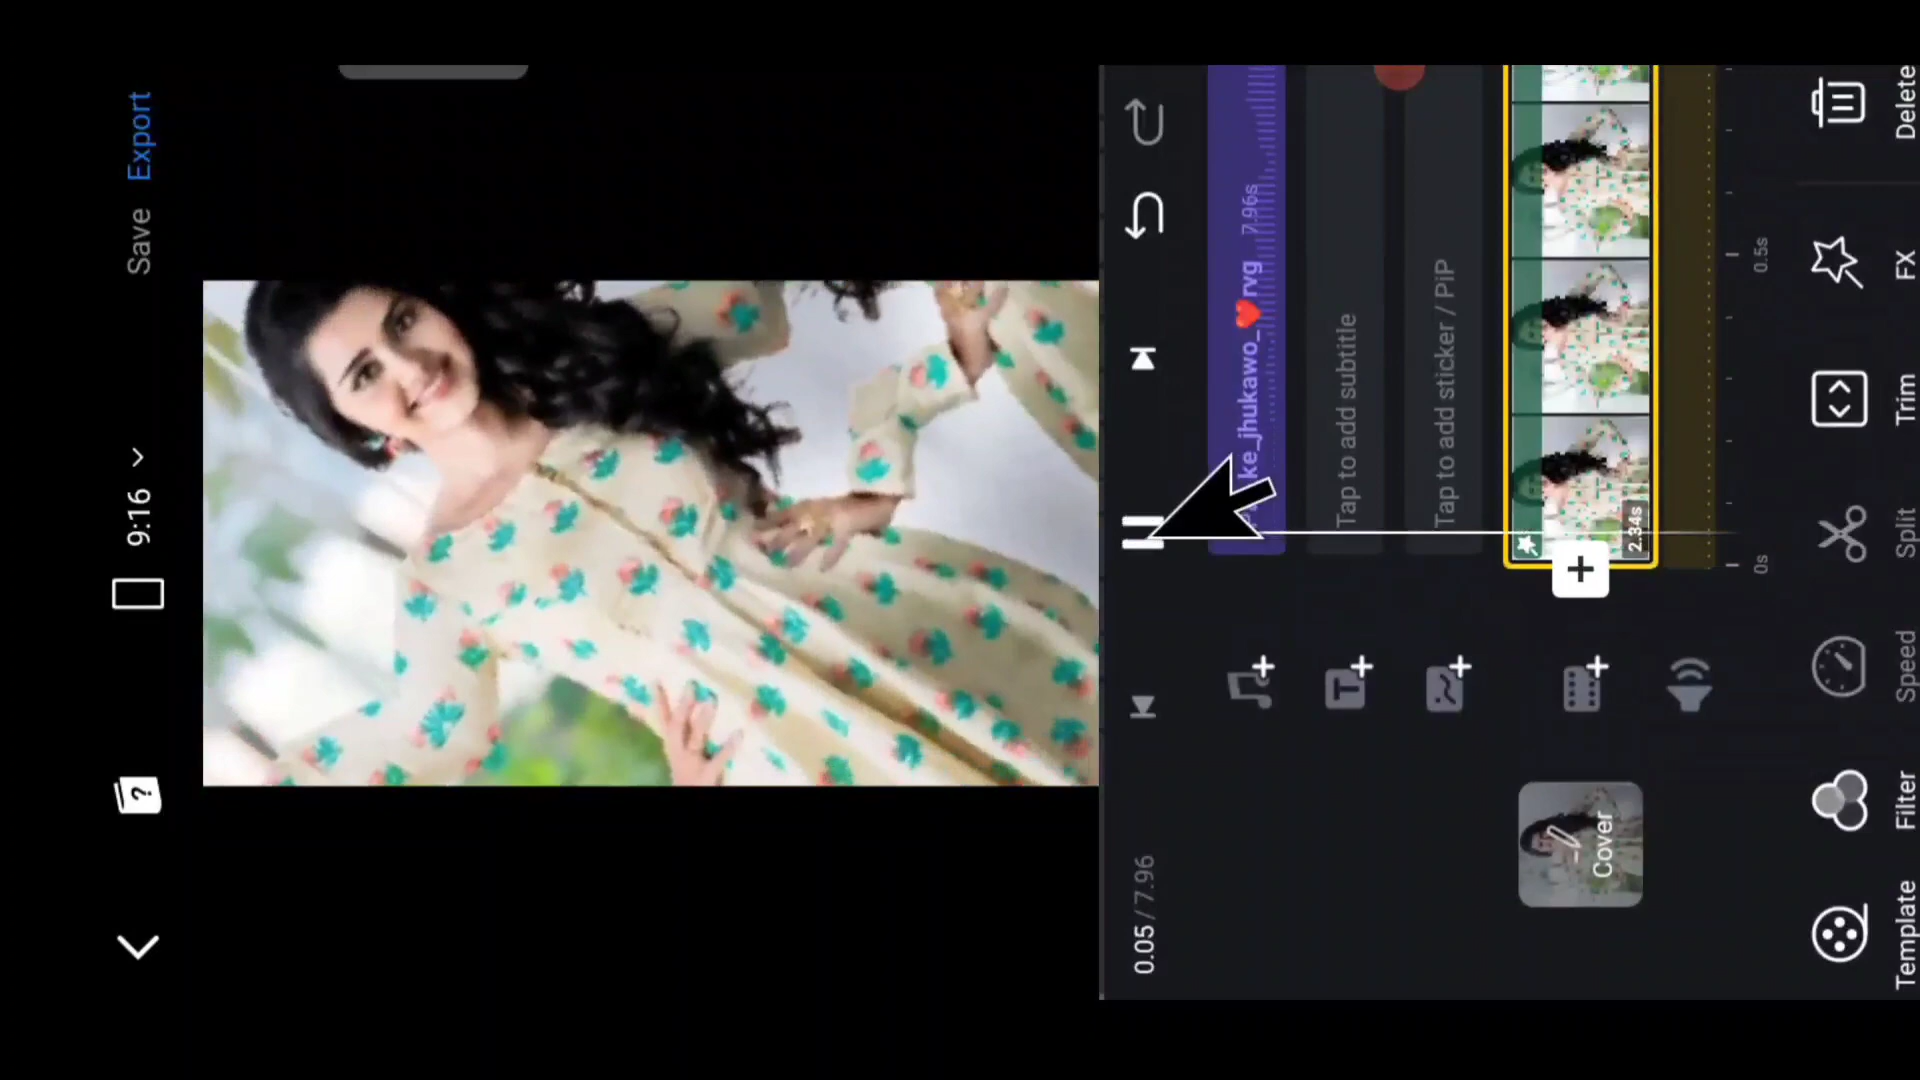 9:16
Save
Export
0.05 / 7.96
ke_jhukawo_❤️rvg 7.96s
Tap to add subtitle
Tap to add sticker / PiP
Cover
2.34s
0s
0.5s
Template
Filter
Speed
Split
Trim
FX
Delete